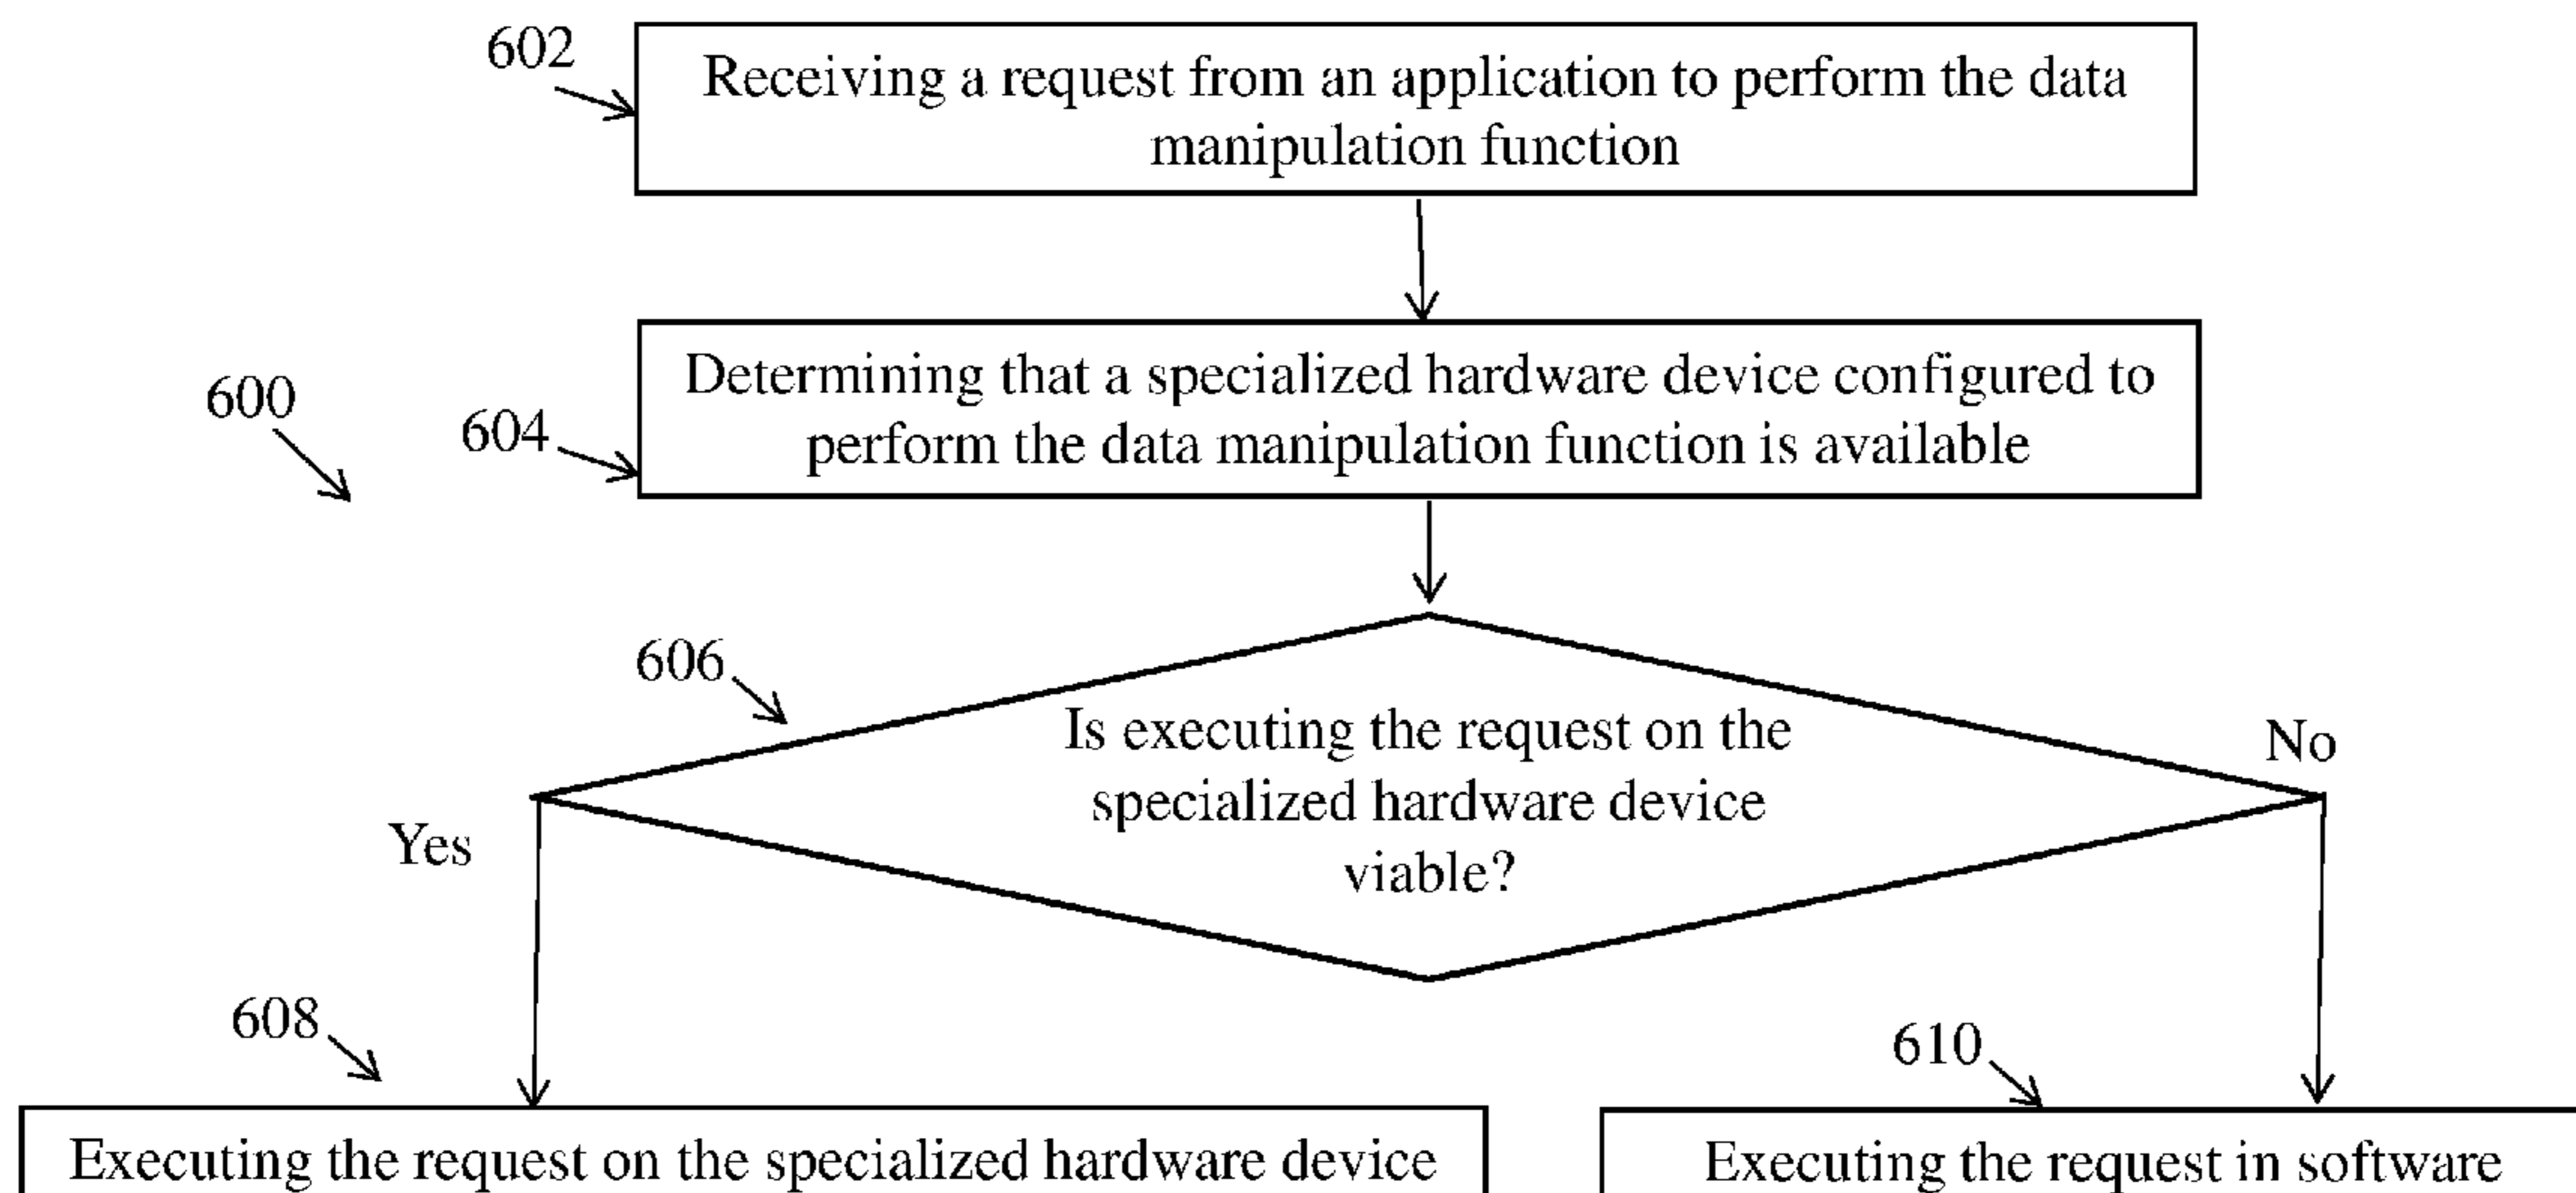 602
Receiving a request from an application to perform the data
manipulation function
600
604
Determining that a specialized hardware device configured to
perform the data manipulation function is available
606
Is executing the request on the
specialized hardware device
viable?
No
Yes
608
610
Executing the request on the specialized hardware device
Executing the request in software